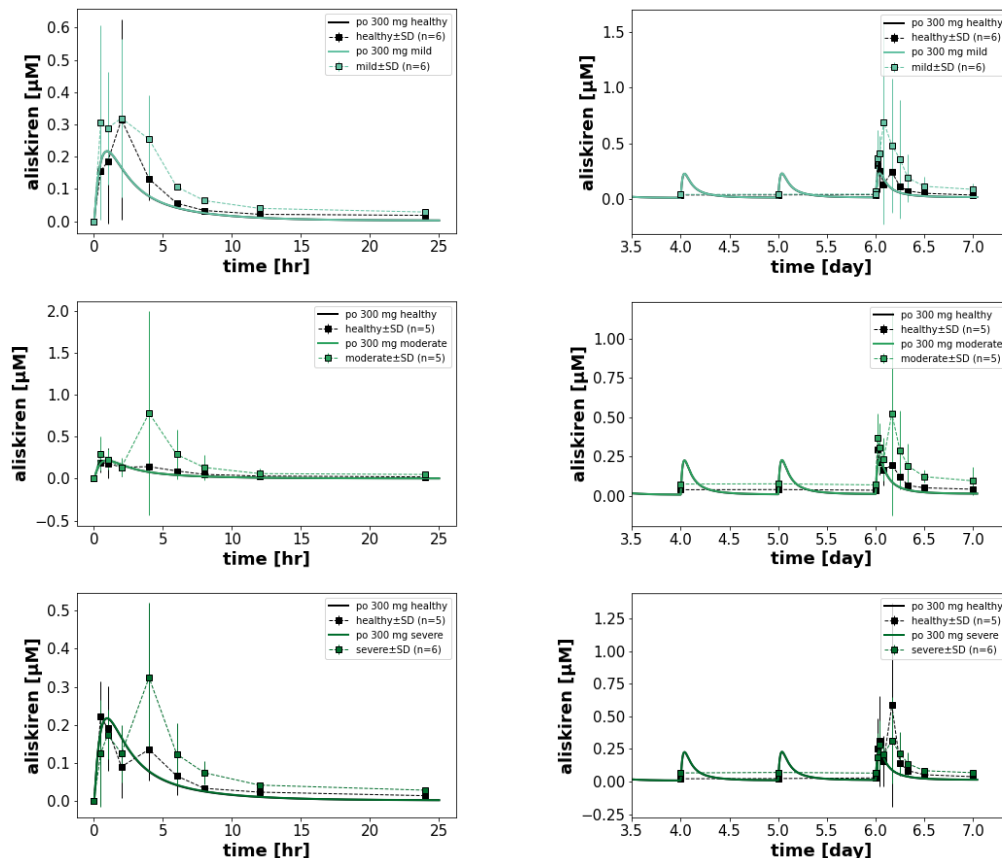 aliskiren [µM]
0.6
0.5
0.4
0.3
0.2
0.1
0.0
po 300 mg healthy
healthy±SD (n=6)
po 300 mg mild
mild±SD (n=6)
0 5 10 15 20 25
time [hr]
aliskiren [µM]
1.5
1.0
0.5
0.0
po 300 mg healthy
healthy±SD (n=6)
po 300 mg mild
mild±SD (n=6)
3.5 4.0 4.5 5.0 5.5 6.0 6.5 7.0
time [day]
aliskiren [µM]
2.0
1.5
1.0
0.5
0.0
−0.5
po 300 mg healthy
healthy±SD (n=5)
po 300 mg moderate
moderate±SD (n=5)
0 5 10 15 20 25
time [hr]
aliskiren [µM]
1.00
0.75
0.50
0.25
0.00
po 300 mg healthy
healthy±SD (n=5)
po 300 mg moderate
moderate±SD (n=5)
3.5 4.0 4.5 5.0 5.5 6.0 6.5 7.0
time [day]
aliskiren [µM]
0.5
0.4
0.3
0.2
0.1
0.0
po 300 mg healthy
healthy±SD (n=5)
po 300 mg severe
severe±SD (n=6)
0 5 10 15 20 25
time [hr]
aliskiren [µM]
1.25
1.00
0.75
0.50
0.25
0.00
−0.25
po 300 mg healthy
healthy±SD (n=5)
po 300 mg severe
severe±SD (n=6)
3.5 4.0 4.5 5.0 5.5 6.0 6.5 7.0
time [day]